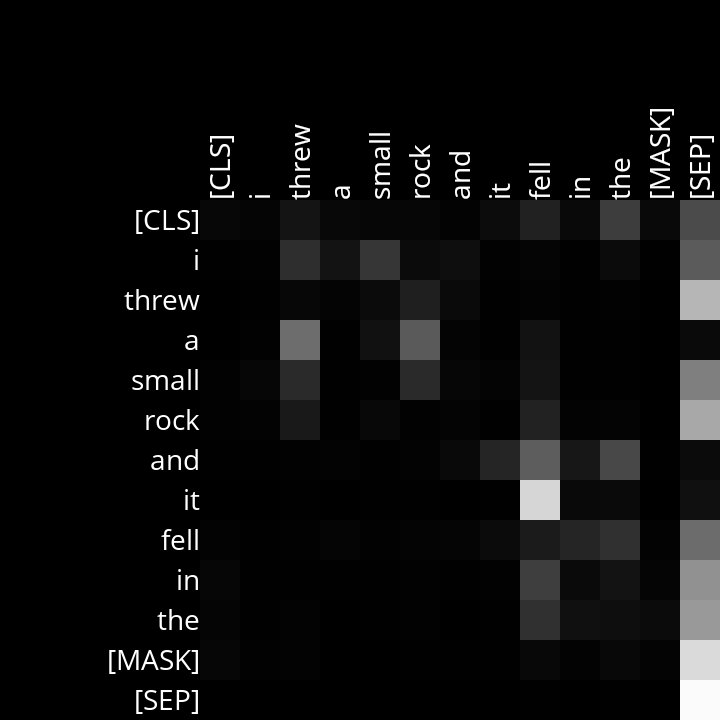 [CLS] i threw a small rock and it fell in the [MASK] [SEP]
[CLS]
i
threw
a
small
rock
and
it
fell
in
the
[MASK]
[SEP]